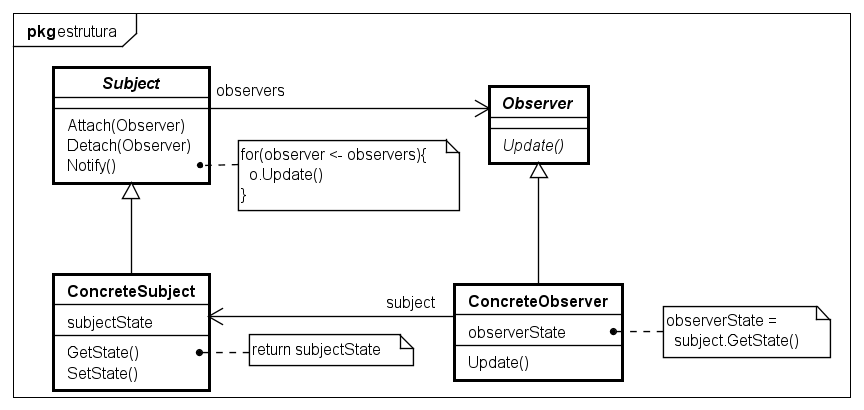 pkg estrutura
Subject
observers
Observer
Attach(Observer)
Detach(Observer)
Notify()
for(observer <- observers){
o.Update()
}
Update()
ConcreteSubject
subjectState
GetState()
SetState()
return subjectState
subject
ConcreteObserver
observerState
Update()
observerState =
subject.GetState()